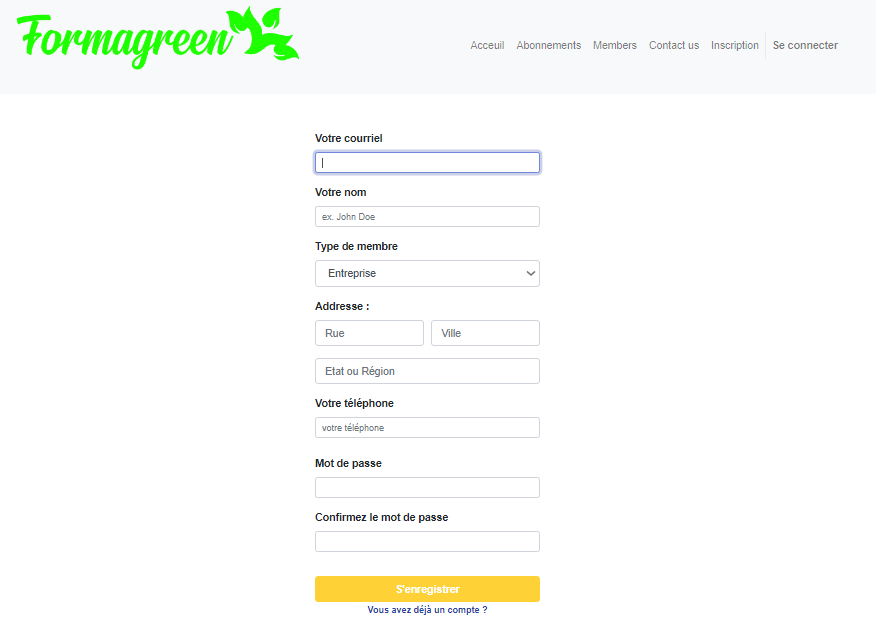 Formagreen
Acceuil Abonnements Members Contact us Inscription Se connecter
Votre courriel
Votre nom
ex. John Doe
Type de membre
Entreprise
Addresse :
Rue Ville
Etat ou Région
Votre téléphone
votre téléphone
Mot de passe
Confirmez le mot de passe
S'enregistrer
Vous avez déjà un compte ?